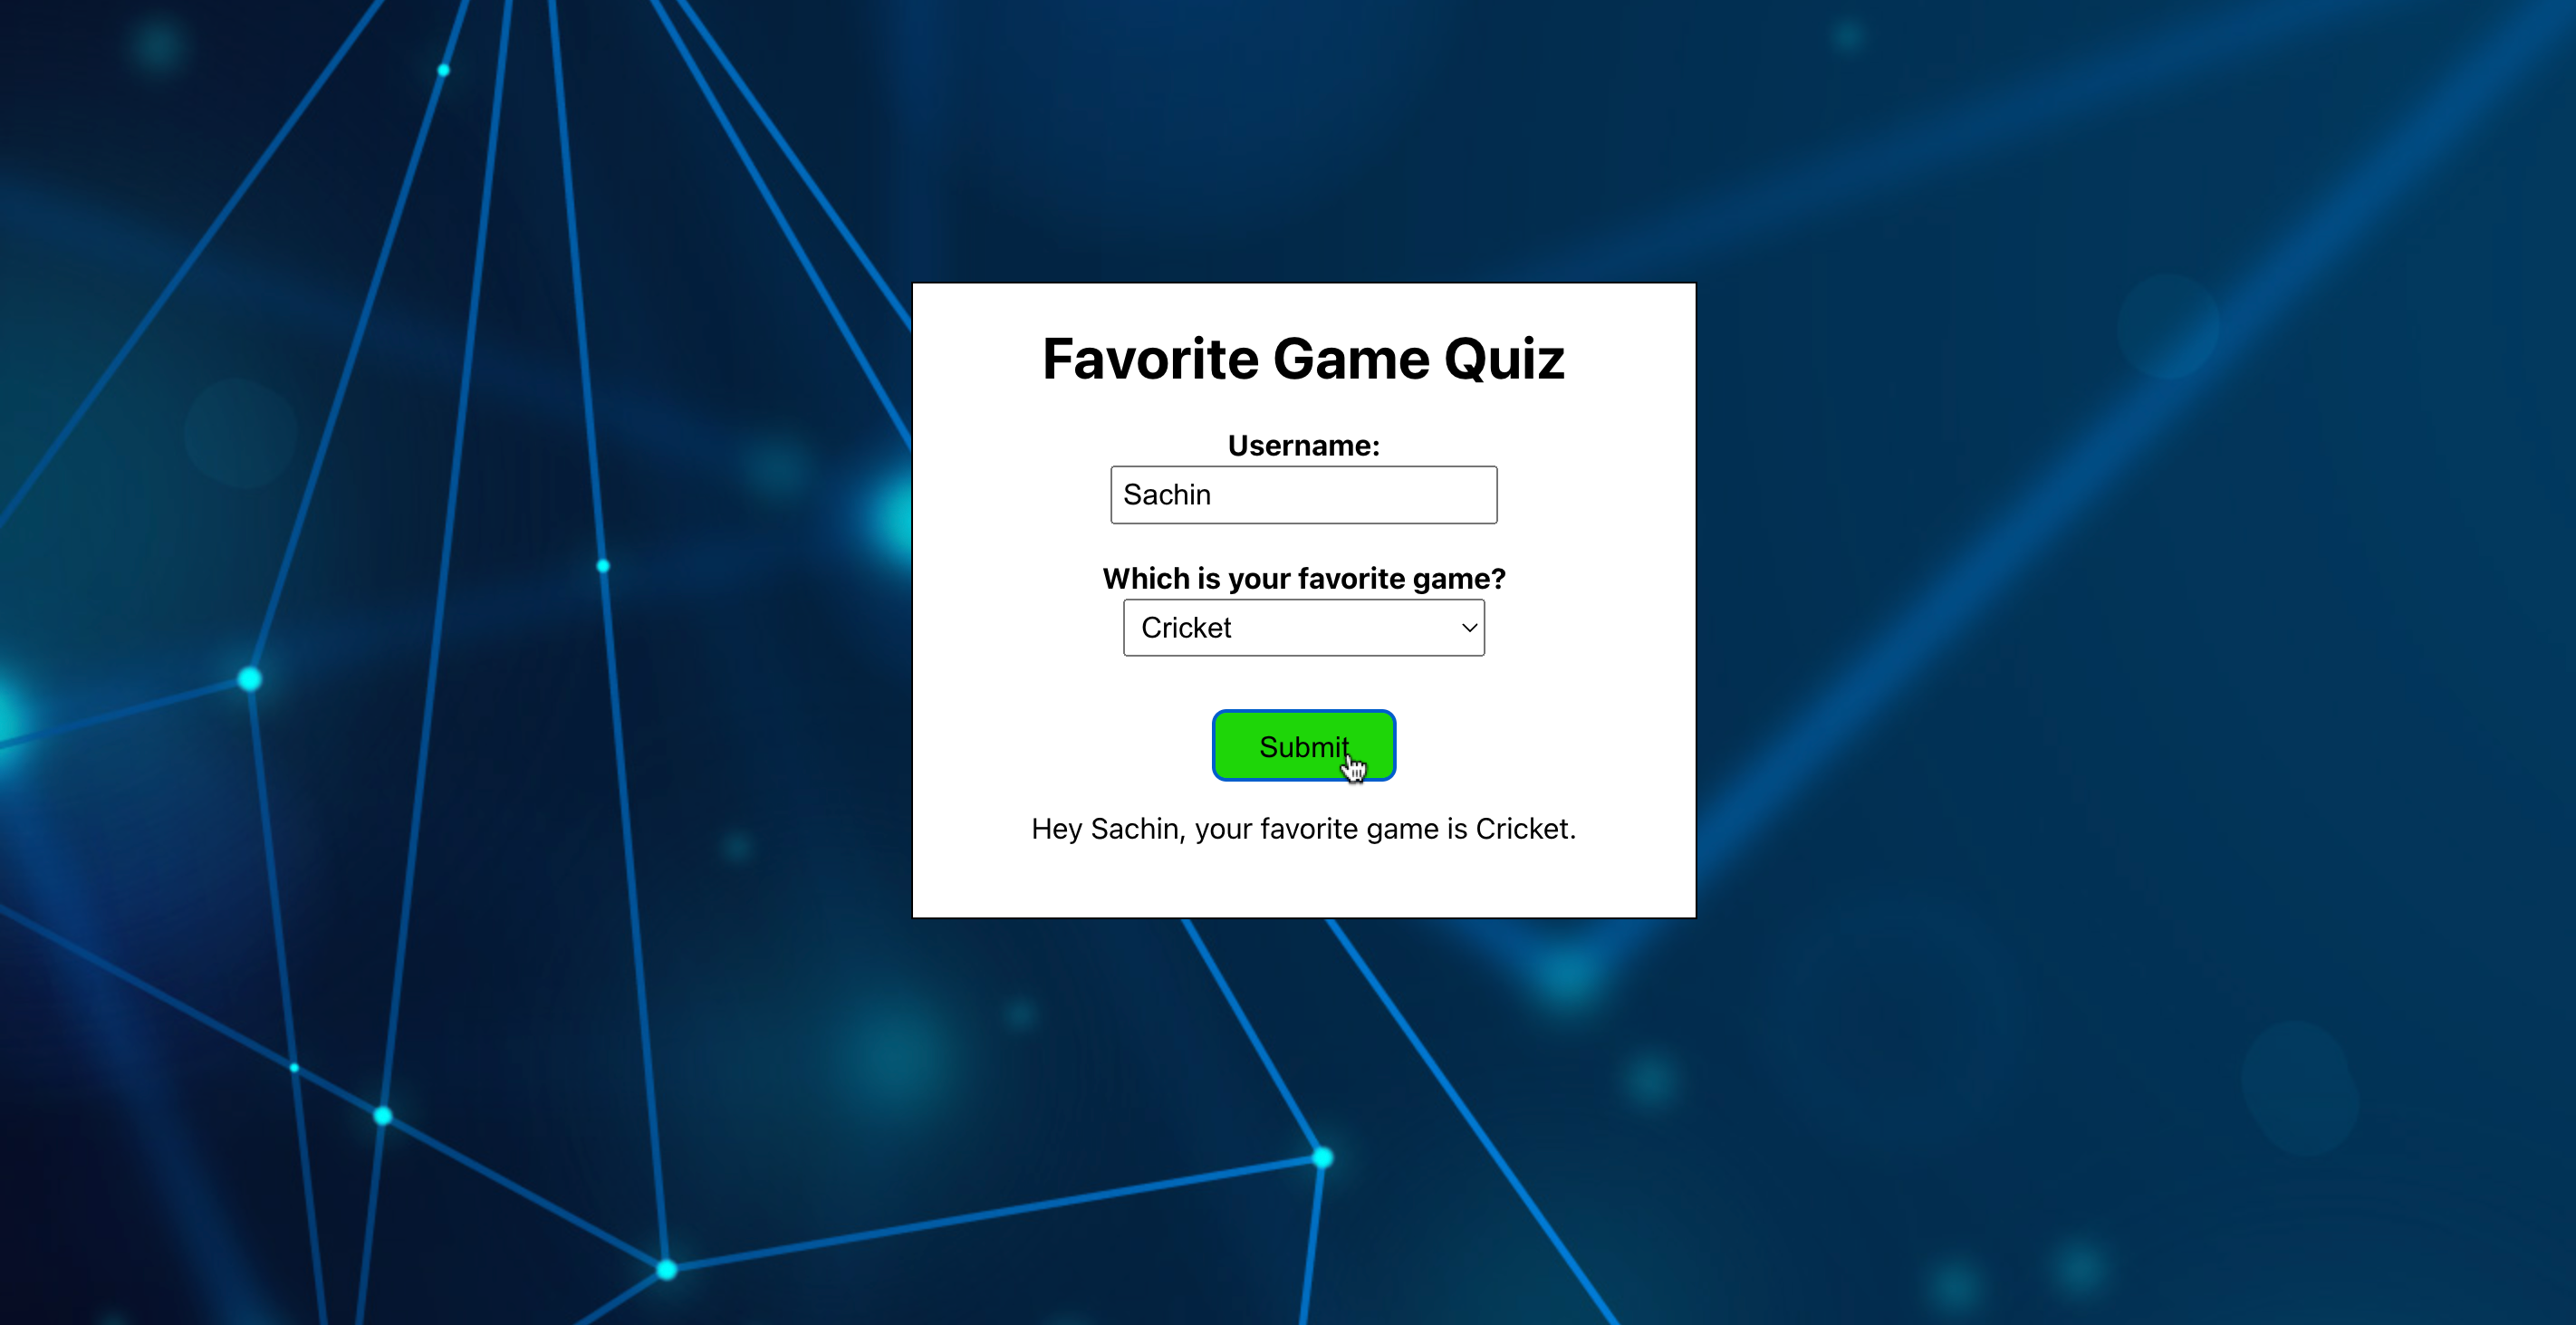 Favorite Game Quiz
Username:
Sachin
Which is your favorite game?
Cricket
Submit
Hey Sachin, your favorite game is Cricket.